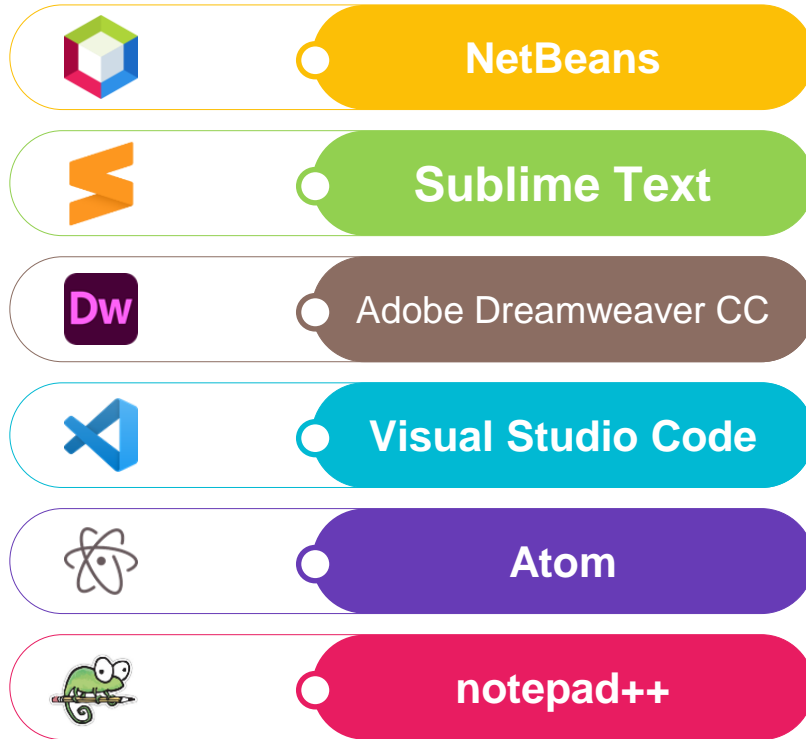 NetBeans
Sublime Text
Dw
Adobe Dreamweaver CC
Visual Studio Code
Atom
notepad++